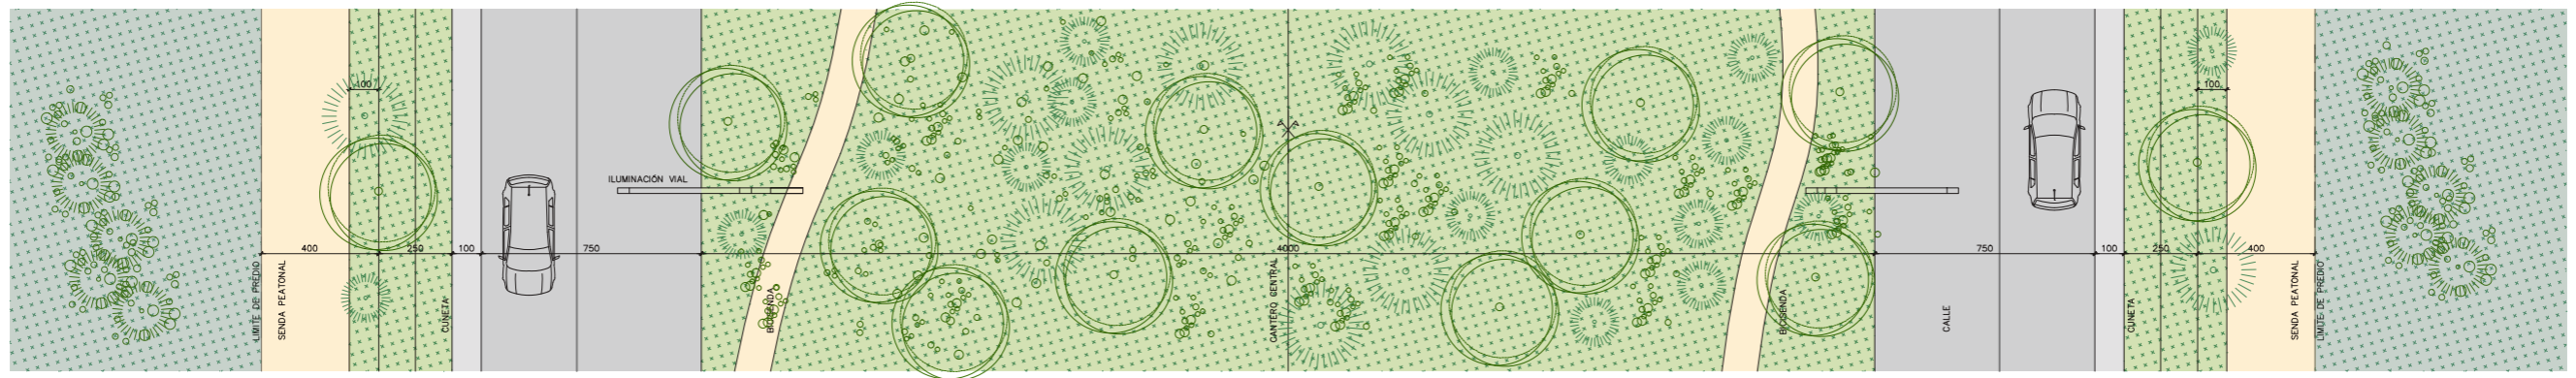 100
100
ILUMINACIÓN VIAL
400
250
100
750
4000
750
100
250
400
LIMITE DE PREDIO
SENDA PEATONAL
CUNETA
BICISENDA
CANTERO CENTRAL
BICISENDA
CALLE
CUNETA
SENDA PEATONAL
LIMITE DE PREDIO